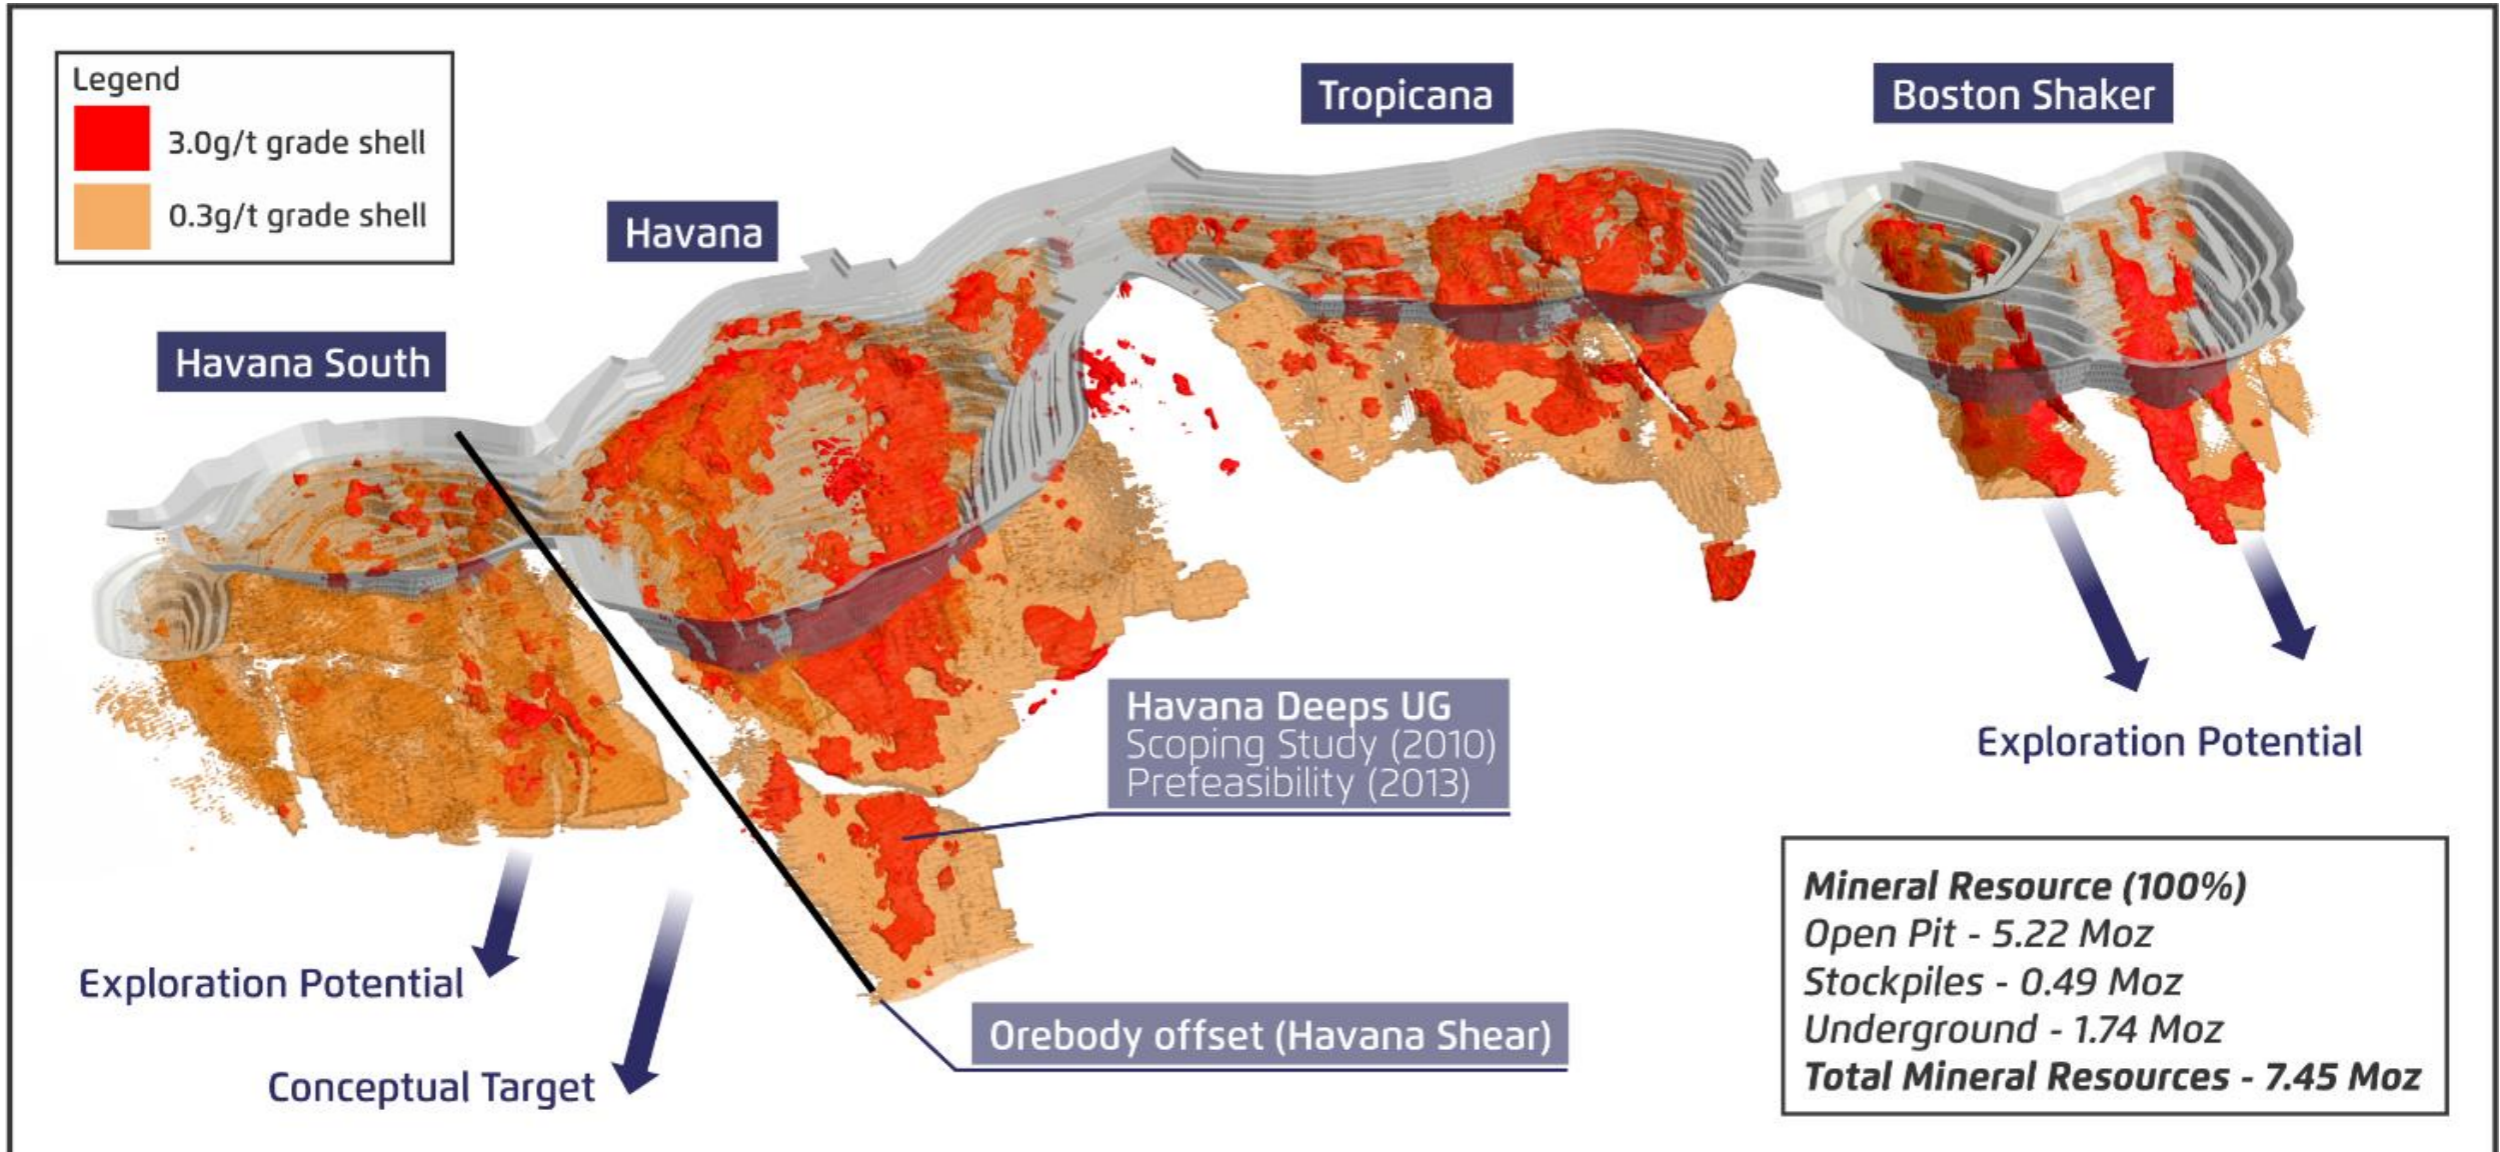 Legend
3.0g/t grade shell
0.3g/t grade shell
Havana South
Havana
Tropicana
Boston Shaker
Havana Deeps UG
Scoping Study (2010)
Prefeasibility (2013)
Exploration Potential
Exploration Potential
Conceptual Target
Orebody offset (Havana Shear)
Mineral Resource (100%)
Open Pit - 5.22 Moz
Stockpiles - 0.49 Moz
Underground - 1.74 Moz
Total Mineral Resources - 7.45 Moz